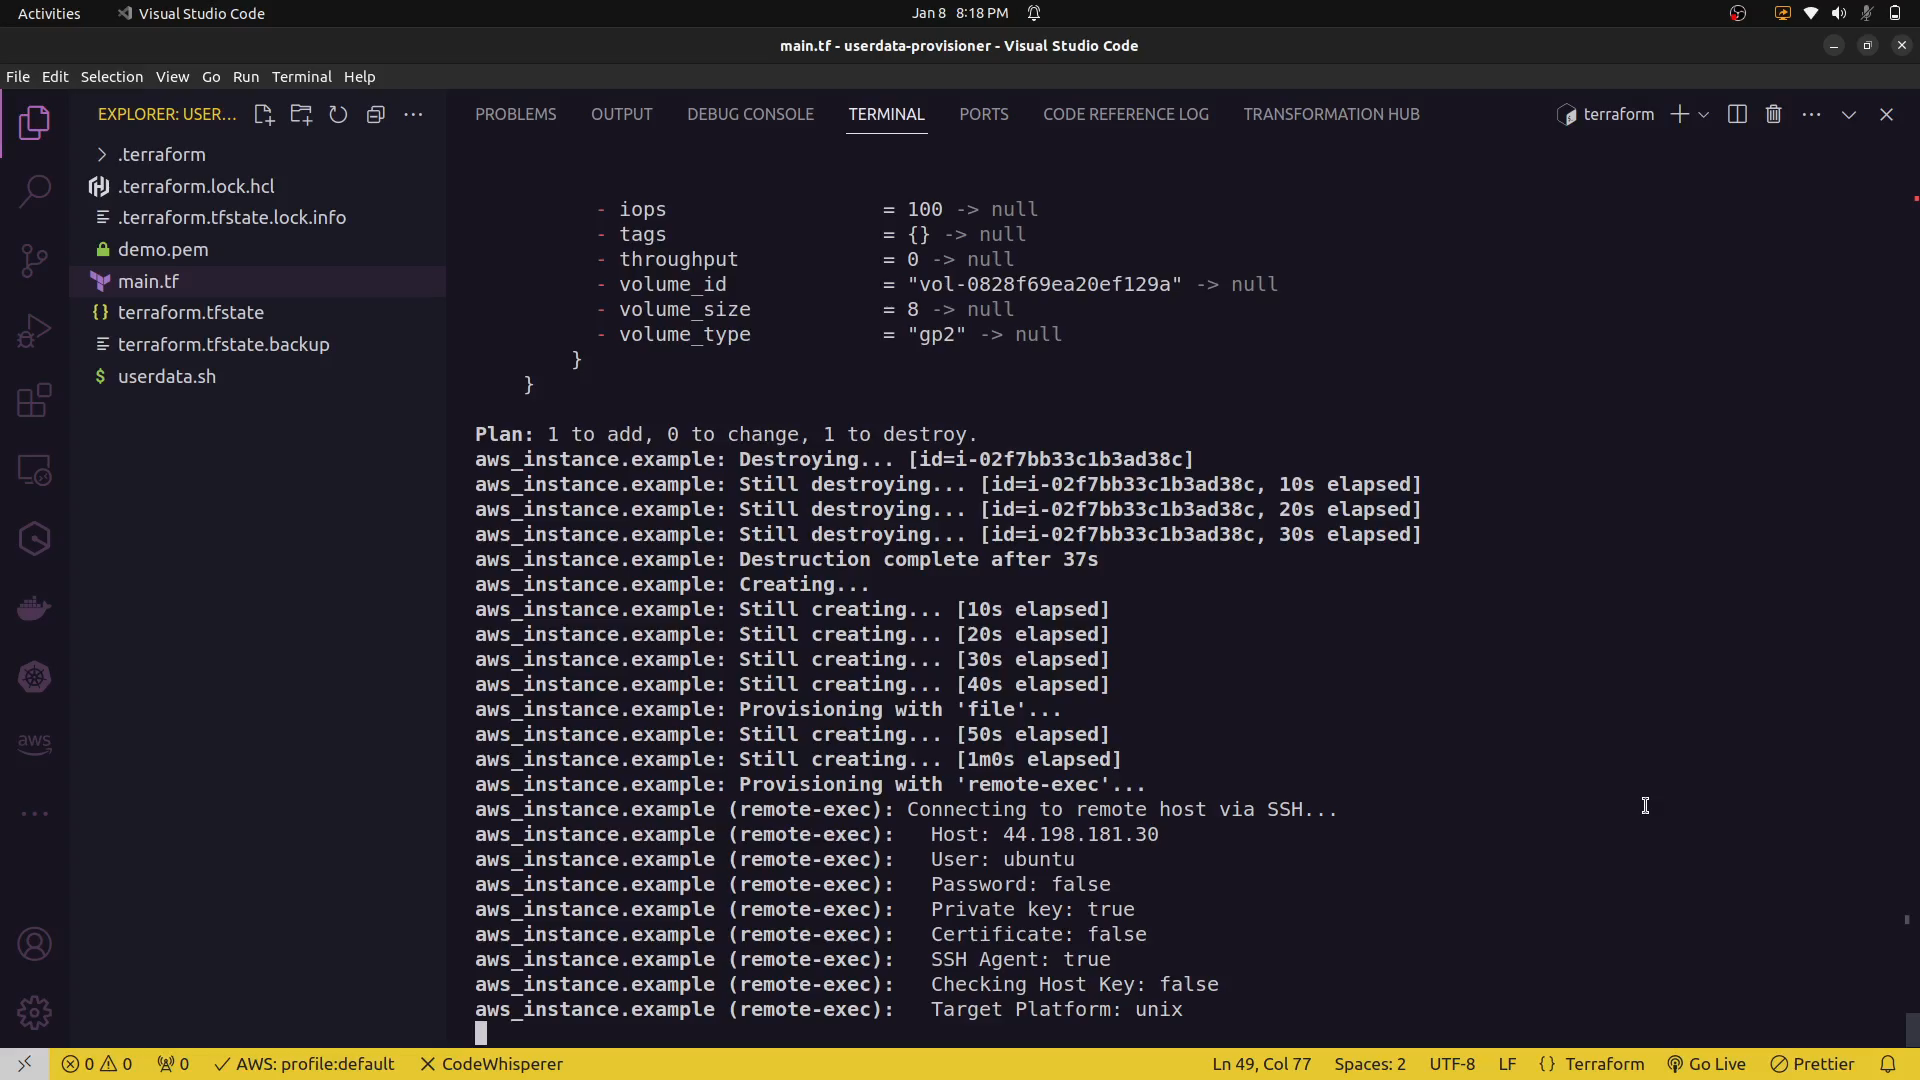 Activities Visual Studio Code Jan 8 8:18 PM
main.tf - userdata-provisioner - Visual Studio Code
File Edit Selection View Go Run Terminal Help
EXPLORER: USER...
PROBLEMS OUTPUT DEBUG CONSOLE TERMINAL PORTS CODE REFERENCE LOG TRANSFORMATION HUB terraform
.terraform
.terraform.lock.hcl
.terraform.tfstate.lock.info
demo.pem
main.tf
terraform.tfstate
terraform.tfstate.backup
userdata.sh
aws
- iops = 100 -> null
- tags = {} -> null
- throughput = 0 -> null
- volume_id = "vol-0828f69ea20ef129a" -> null
- volume_size = 8 -> null
- volume_type = "gp2" -> null
}
}
Plan: 1 to add, 0 to change, 1 to destroy.
aws_instance.example: Destroying... [id=i-02f7bb33c1b3ad38c]
aws_instance.example: Still destroying... [id=i-02f7bb33c1b3ad38c, 10s elapsed]
aws_instance.example: Still destroying... [id=i-02f7bb33c1b3ad38c, 20s elapsed]
aws_instance.example: Still destroying... [id=i-02f7bb33c1b3ad38c, 30s elapsed]
aws_instance.example: Destruction complete after 37s
aws_instance.example: Creating...
aws_instance.example: Still creating... [10s elapsed]
aws_instance.example: Still creating... [20s elapsed]
aws_instance.example: Still creating... [30s elapsed]
aws_instance.example: Still creating... [40s elapsed]
aws_instance.example: Provisioning with 'file'...
aws_instance.example: Still creating... [50s elapsed]
aws_instance.example: Still creating... [1m0s elapsed]
aws_instance.example: Provisioning with 'remote-exec'...
aws_instance.example (remote-exec): Connecting to remote host via SSH...
aws_instance.example (remote-exec):   Host: 44.198.181.30
aws_instance.example (remote-exec):   User: ubuntu
aws_instance.example (remote-exec):   Password: false
aws_instance.example (remote-exec):   Private key: true
aws_instance.example (remote-exec):   Certificate: false
aws_instance.example (remote-exec):   SSH Agent: true
aws_instance.example (remote-exec):   Checking Host Key: false
aws_instance.example (remote-exec):   Target Platform: unix
0 0 0 AWS: profile:default CodeWhisperer Ln 49, Col 77 Spaces: 2 UTF-8 LF {} Terraform Go Live Prettier